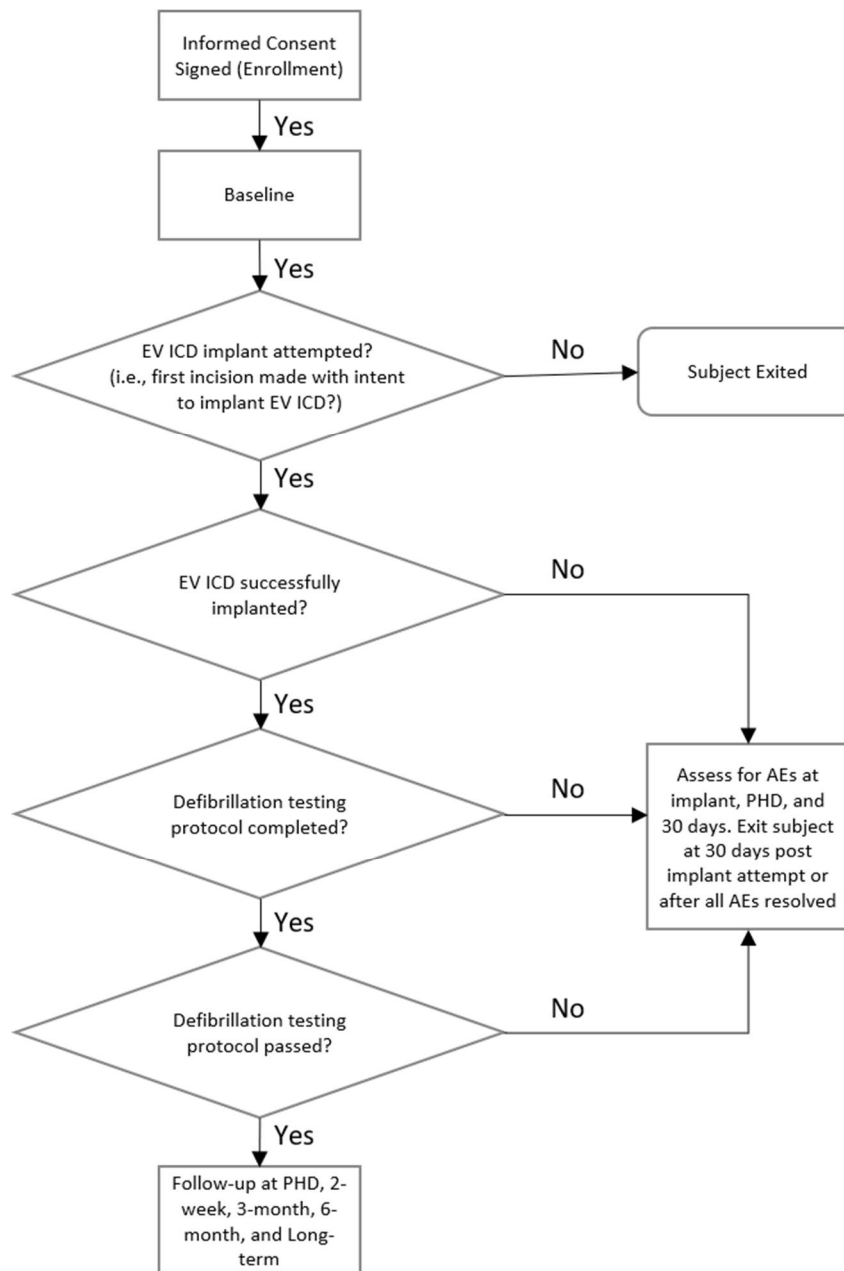 Informed Consent
Signed (Enrollment)
Yes
Baseline
Yes
EV ICD implant attempted?
(i.e., first incision made with intent
to implant EV ICD?)
No
Subject Exited
Yes
EV ICD successfully
implanted?
No
Yes
Defibrillation testing
protocol completed?
No
Assess for AEs at
implant, PHD, and
30 days. Exit subject
at 30 days post
implant attempt or
after all AEs resolved
Yes
Defibrillation testing
protocol passed?
No
Yes
Follow-up at PHD, 2-
week, 3-month, 6-
month, and Long-
term